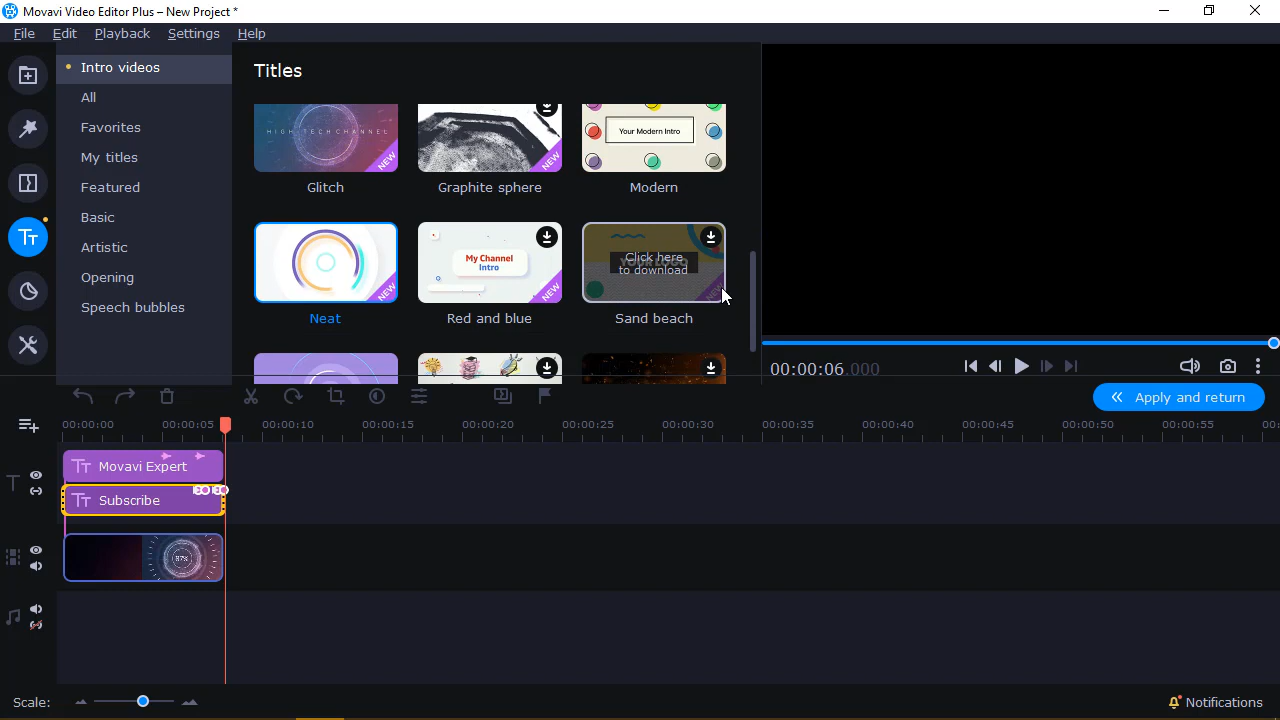 Movavi Video Editor Plus – New Project *
File Edit Playback Settings Help
Intro videos
All
Favorites
My titles
Featured
Basic
Artistic
Opening
Speech bubbles
Titles
HIGH-TECH CHANNEL
NEW
Glitch
NEW
Graphite sphere
Your Modern Intro
Modern
NEW
Neat
My Channel
Intro
NEW
Red and blue
Click here
to download
NEW
Sand beach
00:00:06.000
Apply and return
00:00:00 00:00:05 00:00:10 00:00:15 00:00:20 00:00:25 00:00:30 00:00:35 00:00:40 00:00:45 00:00:50 00:00:55 00:
Movavi Expert
Subscribe
87%
Scale:
Notifications